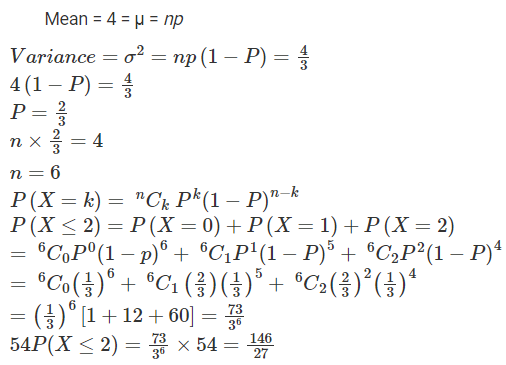 Mean = 4 = μ = np
Variance = σ² = np (1 − P) = 4/3
4 (1 − P) = 4/3
P = 2/3
n × 2/3 = 4
n = 6
P (X = k) = ⁿCₖ Pᵏ(1 − P)ⁿ⁻ᵏ
P (X ≤ 2) = P (X = 0) + P (X = 1) + P (X = 2)
= ⁶C₀P⁰(1 − p)⁶ + ⁶C₁P¹(1 − P)⁵ + ⁶C₂P²(1 − P)⁴
= ⁶C₀(1/3)⁶ + ⁶C₁(2/3)(1/3)⁵ + ⁶C₂(2/3)²(1/3)⁴
= (1/3)⁶ [1 + 12 + 60] = 73/3⁶
54P(X ≤ 2) = 73/3⁶ × 54 = 146/27